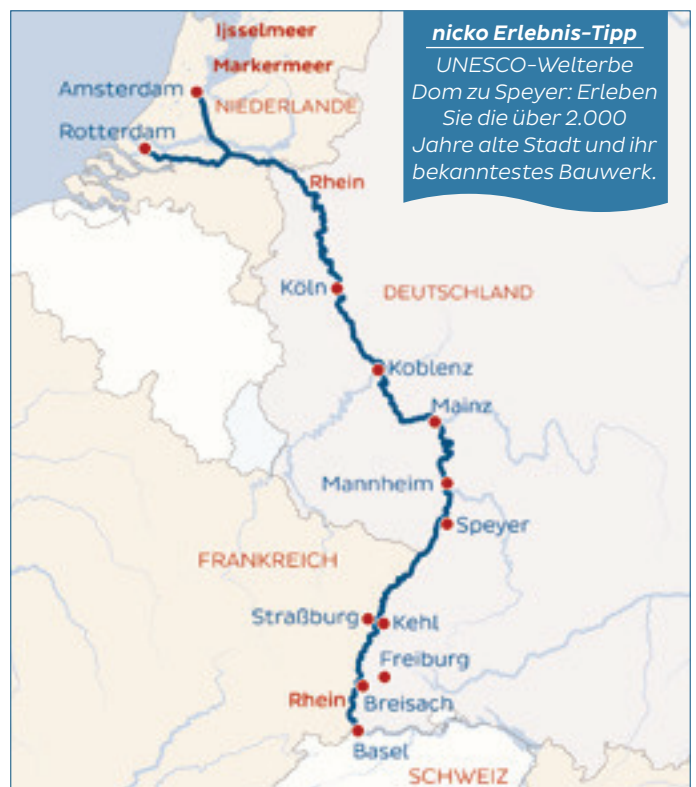 nicko Erlebnis-Tipp
UNESCO-Welterbe
Dom zu Speyer: Erleben
Sie die über 2.000
Jahre alte Stadt und ihr
bekanntestes Bauwerk.
Ijsselmeer
Markermeer
Amsterdam
NIEDERLANDE
Rotterdam
Rhein
Köln
DEUTSCHLAND
Koblenz
Mainz
Mannheim
Speyer
FRANKREICH
Straßburg
Kehl
Freiburg
Rhein
Breisach
Basel
SCHWEIZ